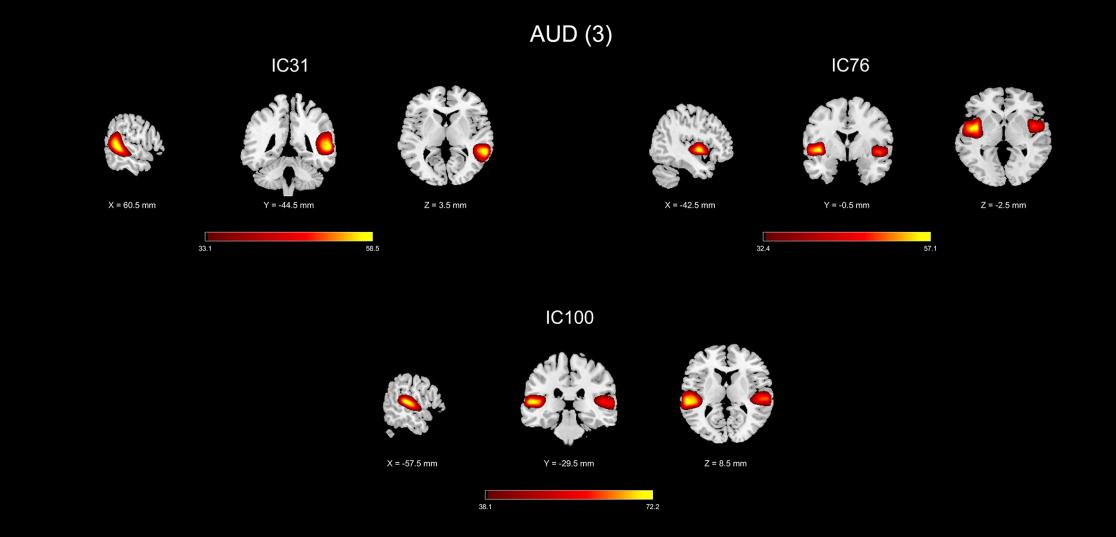 AUD (3)
IC31
X = 60.5 mm
Y = -44.5 mm
Z = 3.5 mm
33.1
58.5
IC76
X = -42.5 mm
Y = -0.5 mm
Z = -2.5 mm
32.4
57.1
IC100
X = -57.5 mm
Y = -29.5 mm
Z = 8.5 mm
38.1
72.2